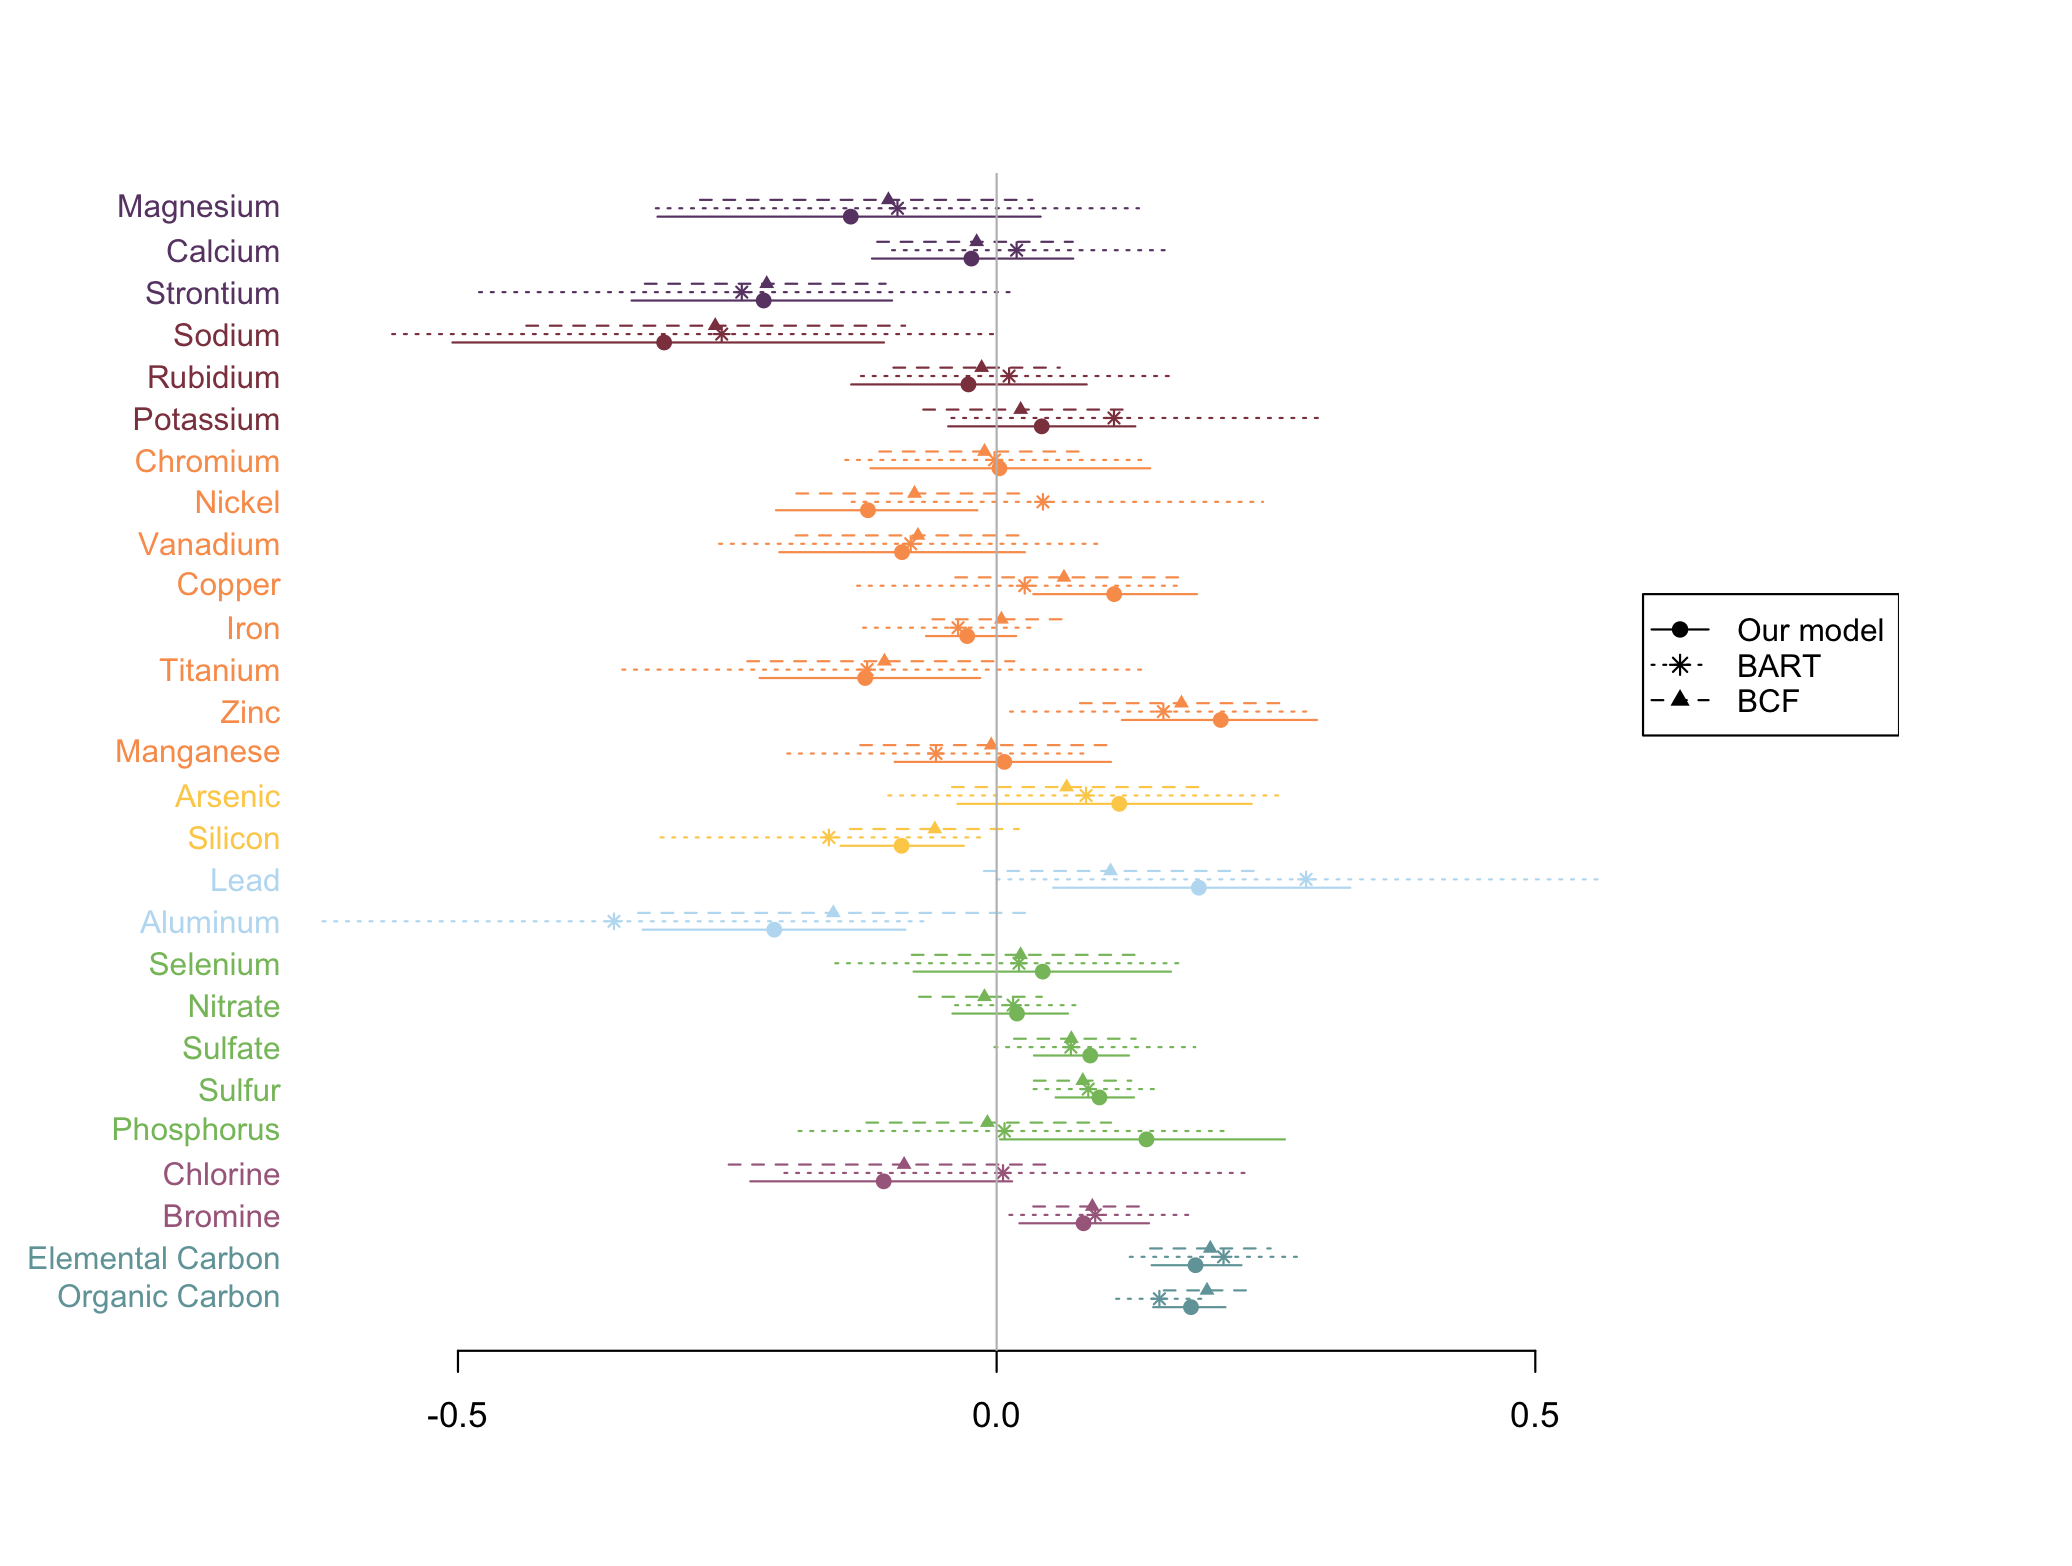 Magnesium
Calcium
Strontium
Sodium
Rubidium
Potassium
Chromium
Nickel
Vanadium
Copper
Iron
Titanium
Zinc
Manganese
Arsenic
Silicon
Lead
Aluminum
Selenium
Nitrate
Sulfate
Sulfur
Phosphorus
Chlorine
Bromine
Elemental Carbon
Organic Carbon
-0.5 0.0 0.5
Our model
BART
BCF